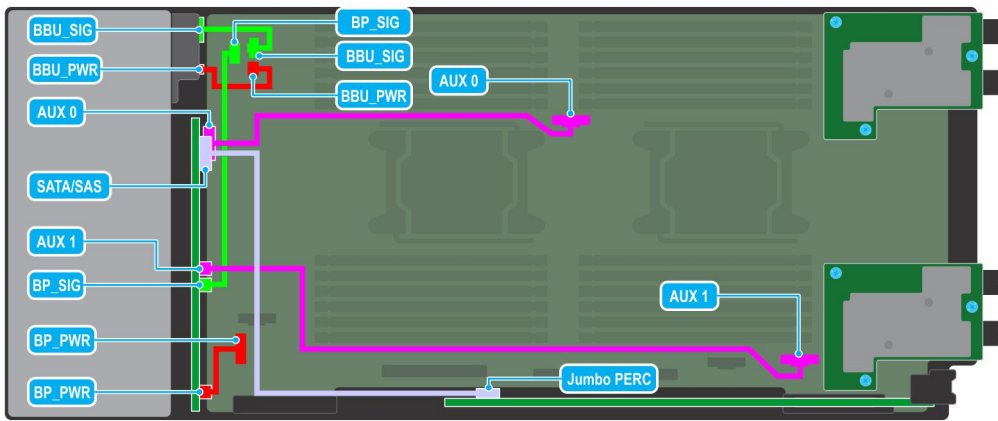 BBU_SIG
BP_SIG
BBU_SIG
BBU_PWR
BBU_PWR
AUX 0
AUX 0
SATA/SAS
AUX 1
BP_SIG
AUX 1
BP_PWR
Jumbo PERC
BP_PWR